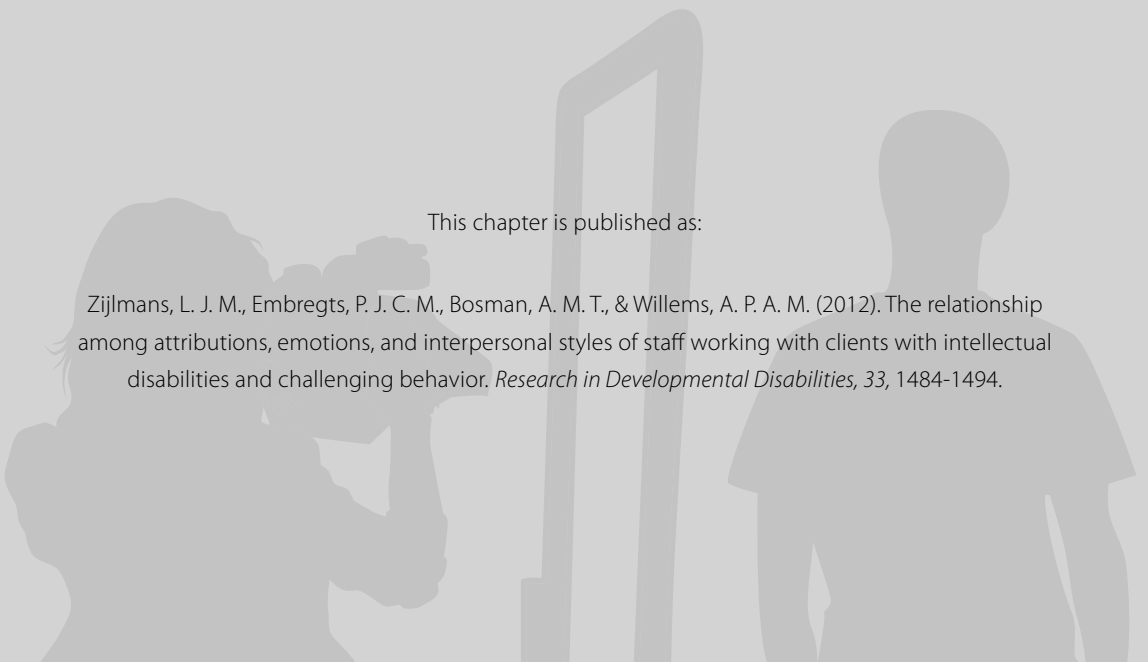 This chapter is published as:
Zijlmans, L. J. M., Embregts, P. J. C. M., Bosman, A. M. T., & Willems, A. P. A. M. (2012). The relationship
among attributions, emotions, and interpersonal styles of staff working with clients with intellectual
disabilities and challenging behavior. Research in Developmental Disabilities, 33, 1484-1494.